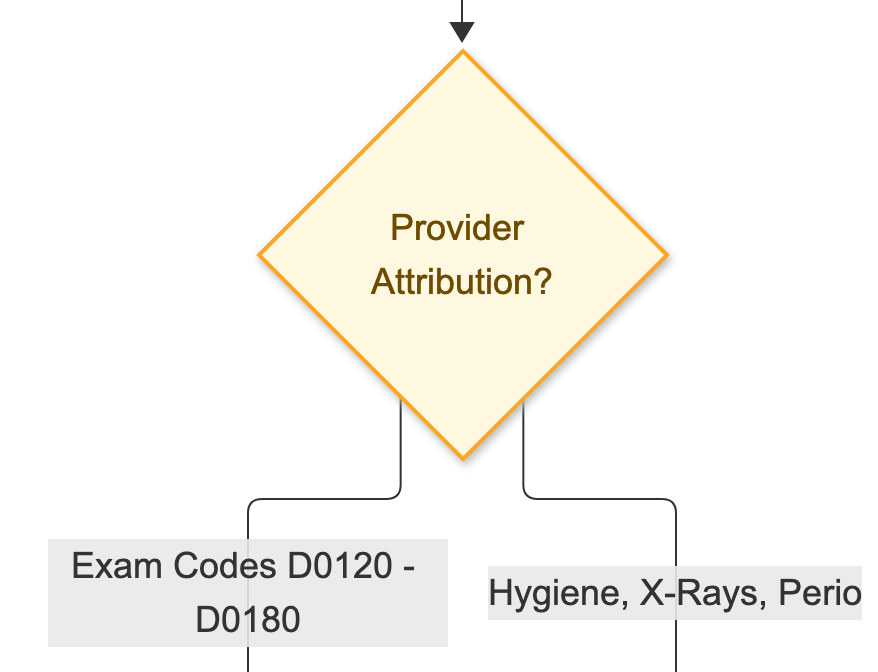 Provider
Attribution?
Exam Codes D0120 -
D0180
Hygiene, X-Rays, Perio